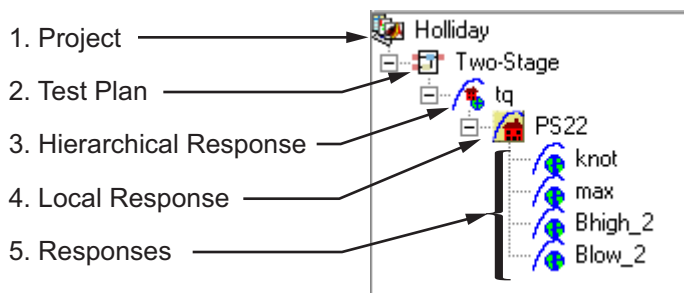 1. Project
2. Test Plan
3. Hierarchical Response
4. Local Response
5. Responses
Holliday
Two-Stage
tq
PS22
knot
max
Bhigh_2
Blow_2